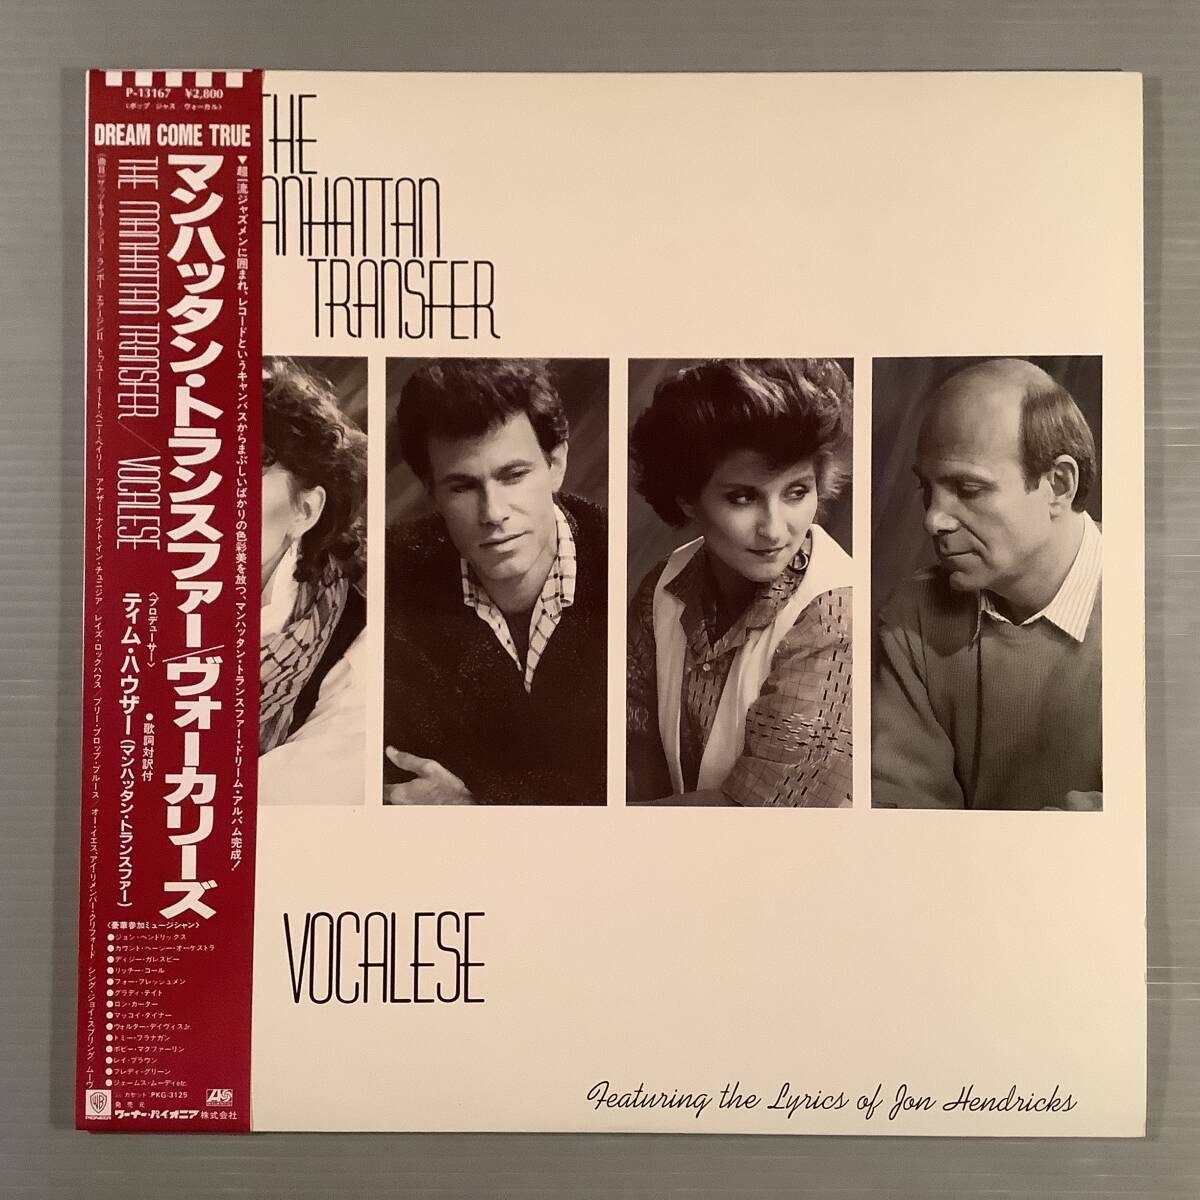 P-13167 ¥2,800
(ポップ ジャズ ヴォーカル)
DREAM COME TRUE
▼超一流ジャズメンに囲まれ、レコードというキャンバスからまぶしいばかりの色彩美を放つ、マンハッタン・トランスファー・ドリーム・アルバム完成!
マンハッタン・トランスファー/ヴォーカリーズ
●歌詞対訳付
THE MANHATTAN TRANSFER / VOCALESE
〈プロデューサー〉
ティム・ハウザー(マンハッタン・トランスファー)
〈豪華参加ミュージシャン〉
●ジョン・ヘンドリックス
●カウント・ベーシー・オーケストラ
●ディジー・ガレスピー
●リッチー・コール
●フォー・フレッシュメン
●グラディ・テイト
●ロン・カーター
●マッコイ・タイナー
●ウォルター・デイヴィスJr.
●トミー・フラナガン
●ボビー・マクファーリン
●レイ・ブラウン
●フレディ・グリーン
●ジェームス・ムーディetc.
カセット:PKG-3125
発売元
ワーナー・パイオニア株式会社
PIONEER
THE
ANHATTAN
TRANSFER
VOCALESE
Featuring the Lyrics of Jon Hendricks